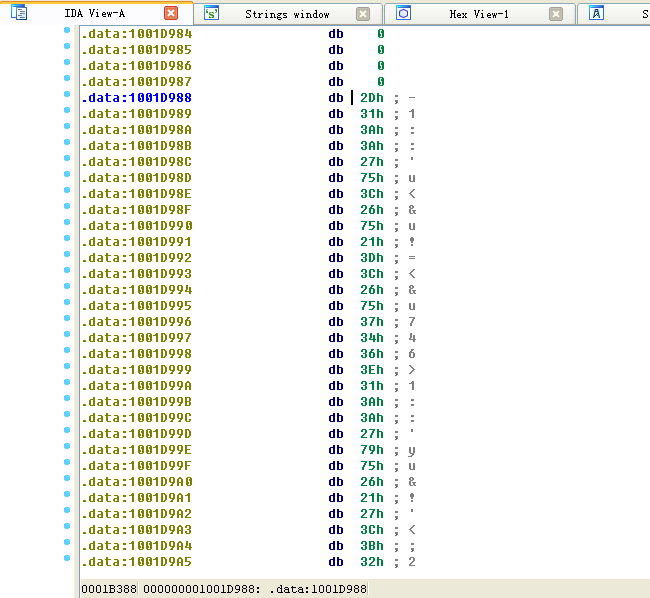 IDA View-A Strings window Hex View-1 S
.data:1001D984 db 0
.data:1001D985 db 0
.data:1001D986 db 0
.data:1001D987 db 0
.data:1001D988 db 2Dh ; -
.data:1001D989 db 31h ; 1
.data:1001D98A db 3Ah ; :
.data:1001D98B db 3Ah ; :
.data:1001D98C db 27h ; '
.data:1001D98D db 75h ; u
.data:1001D98E db 3Ch ; <
.data:1001D98F db 26h ; &
.data:1001D990 db 75h ; u
.data:1001D991 db 21h ; !
.data:1001D992 db 3Dh ; =
.data:1001D993 db 3Ch ; <
.data:1001D994 db 26h ; &
.data:1001D995 db 75h ; u
.data:1001D996 db 37h ; 7
.data:1001D997 db 34h ; 4
.data:1001D998 db 36h ; 6
.data:1001D999 db 3Eh ; >
.data:1001D99A db 31h ; 1
.data:1001D99B db 3Ah ; :
.data:1001D99C db 3Ah ; :
.data:1001D99D db 27h ; '
.data:1001D99E db 79h ; y
.data:1001D99F db 75h ; u
.data:1001D9A0 db 26h ; &
.data:1001D9A1 db 21h ; !
.data:1001D9A2 db 27h ; '
.data:1001D9A3 db 3Ch ; <
.data:1001D9A4 db 3Bh ; ;
.data:1001D9A5 db 32h ; 2
0001B388 000000001001D988: .data:1001D988